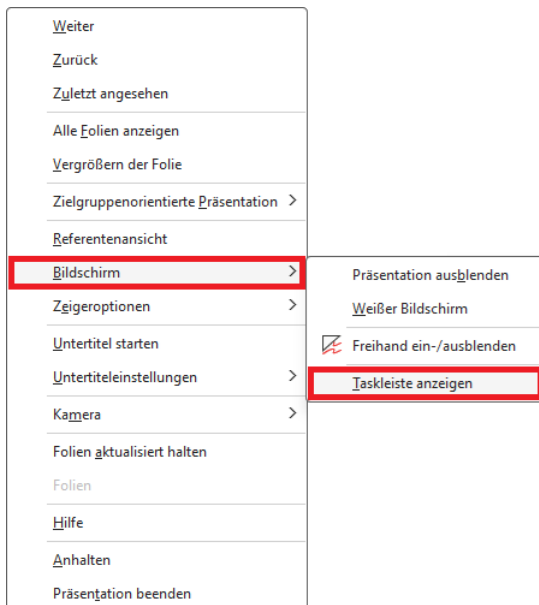 Weiter
Zurück
Zuletzt angesehen
Alle Folien anzeigen
Vergrößern der Folie
Zielgruppenorientierte Präsentation
Referentenansicht
Bildschirm
Zeigeroptionen
Untertitel starten
Untertiteleinstellungen
Kamera
Folien aktualisiert halten
Folien
Hilfe
Anhalten
Präsentation beenden
Präsentation ausblenden
Weißer Bildschirm
Freihand ein-/ausblenden
Taskleiste anzeigen